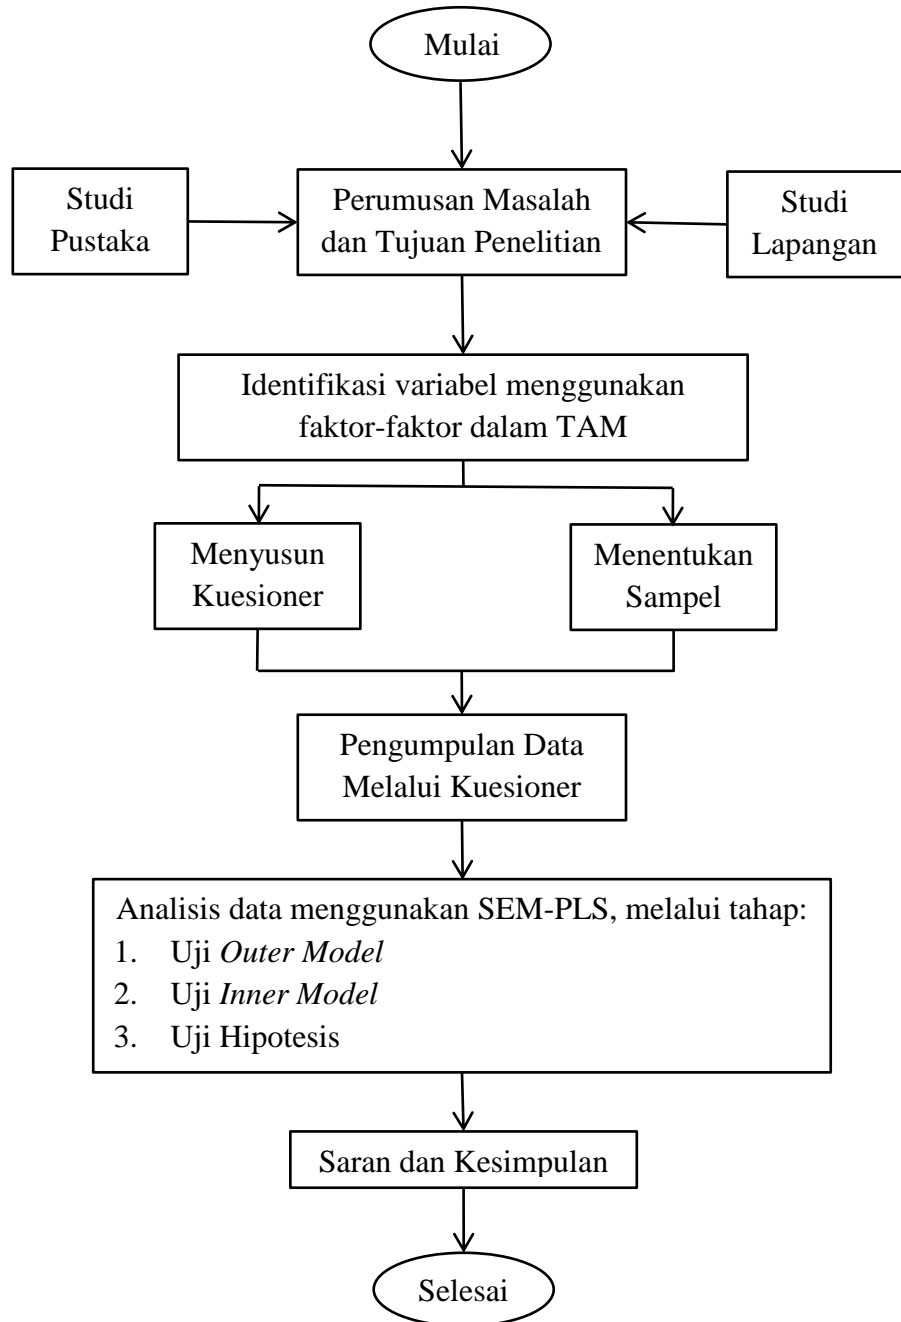 Mulai
Studi
Pustaka
Perumusan Masalah
dan Tujuan Penelitian
Studi
Lapangan
Identifikasi variabel menggunakan
faktor-faktor dalam TAM
Menyusun
Kuesioner
Menentukan
Sampel
Pengumpulan Data
Melalui Kuesioner
Analisis data menggunakan SEM-PLS, melalui tahap:
1. Uji Outer Model
2. Uji Inner Model
3. Uji Hipotesis
Saran dan Kesimpulan
Selesai